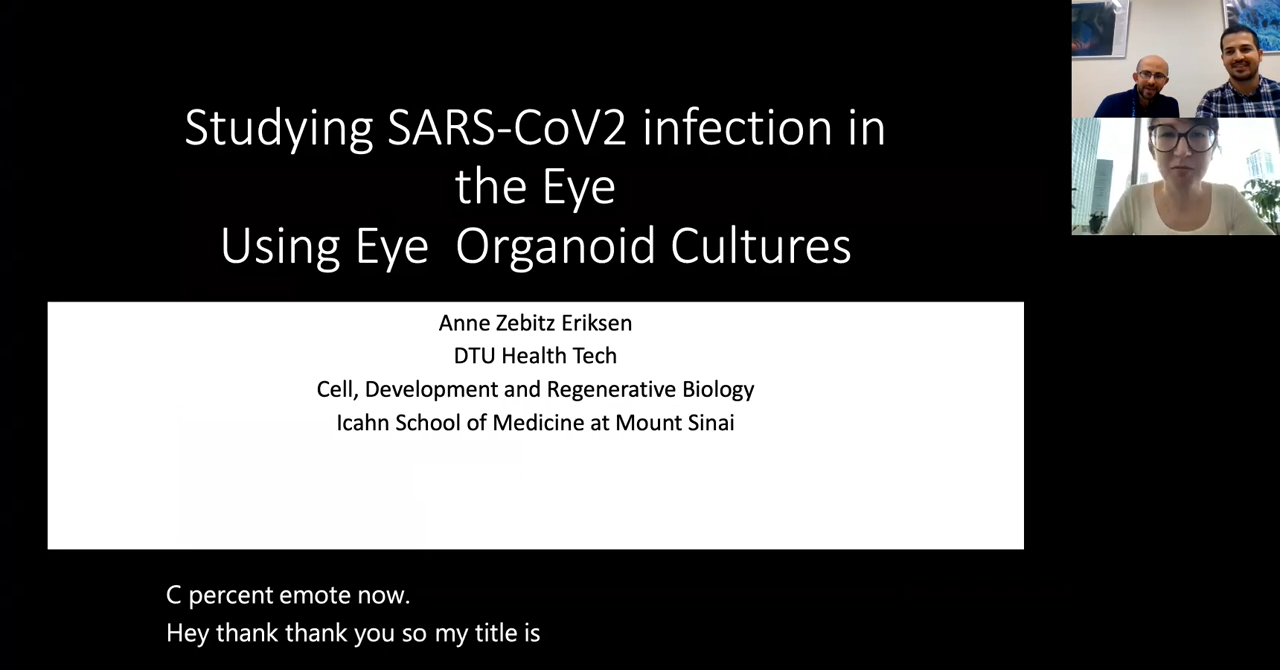 Studying SARS-CoV2 infection in
the Eye
Using Eye  Organoid Cultures
Anne Zebitz Eriksen
DTU Health Tech
Cell, Development and Regenerative Biology
Icahn School of Medicine at Mount Sinai
C percent emote now.
Hey thank thank you so my title is